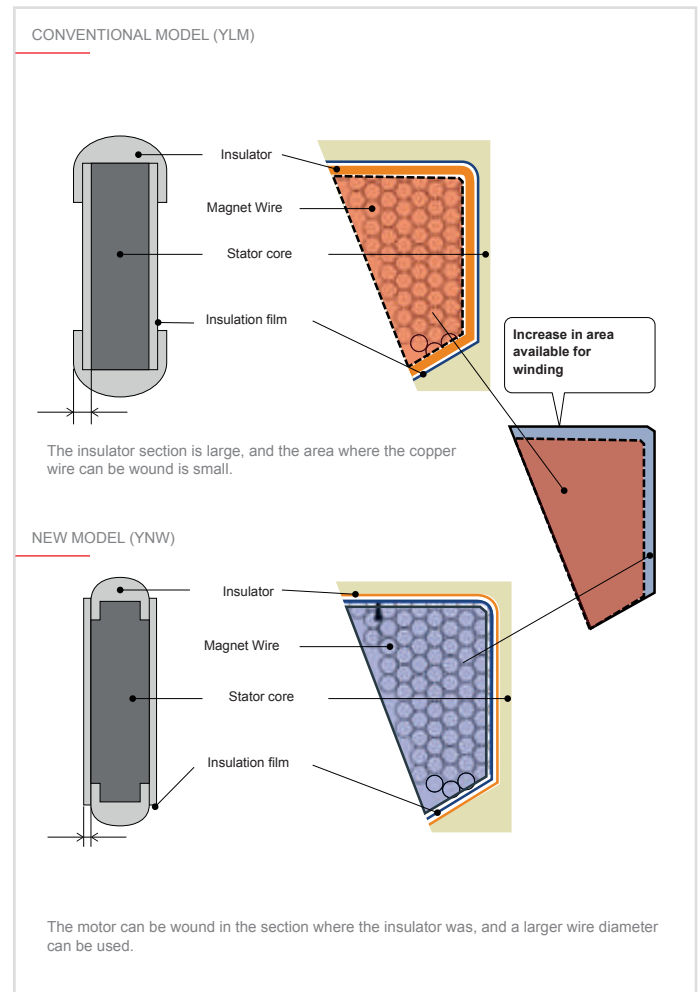 CONVENTIONAL MODEL (YLM)
Insulator
Magnet Wire
Stator core
Insulation film
Increase in area
available for
winding
The insulator section is large, and the area where the copper
wire can be wound is small.
NEW MODEL (YNW)
Insulator
Magnet Wire
Stator core
Insulation film
The motor can be wound in the section where the insulator was, and a larger wire diameter
can be used.